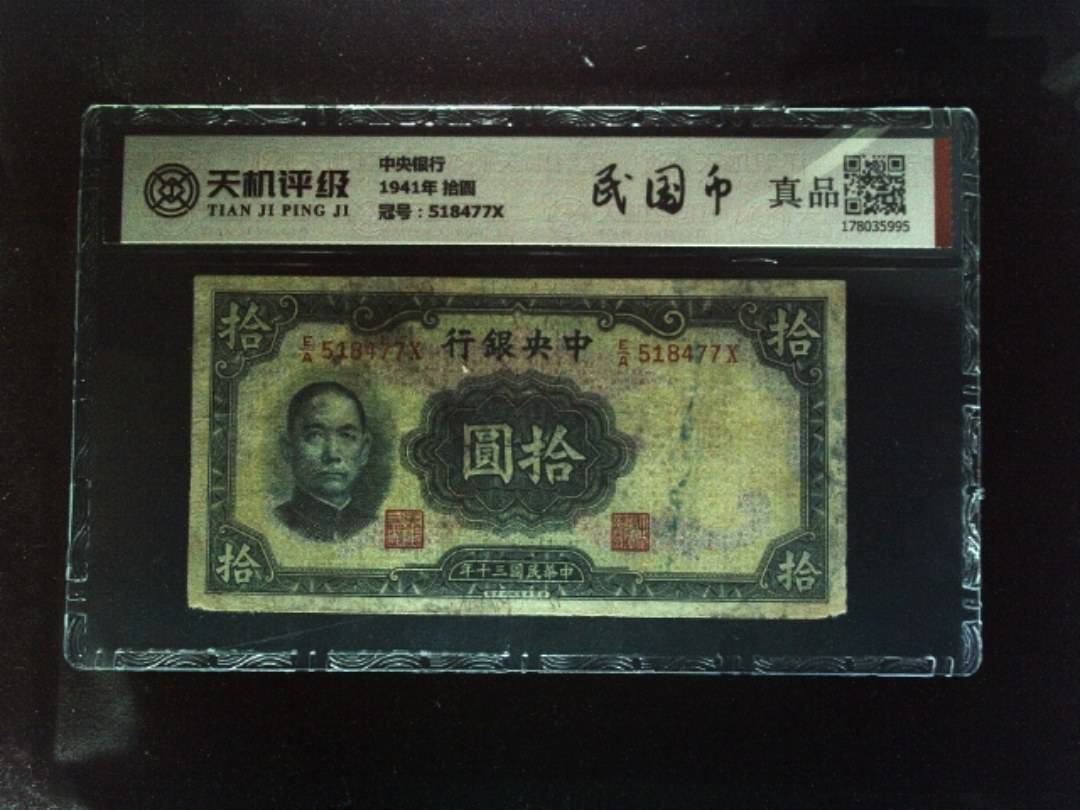 天机评级
TIAN JI PING JI
中央银行
1941年 拾圆
冠号：518477X
民国币
真品
178035995
拾
拾
行銀央中
E/A 518477X
E/A 518477X
圓拾
拾
拾
年十三國民華中